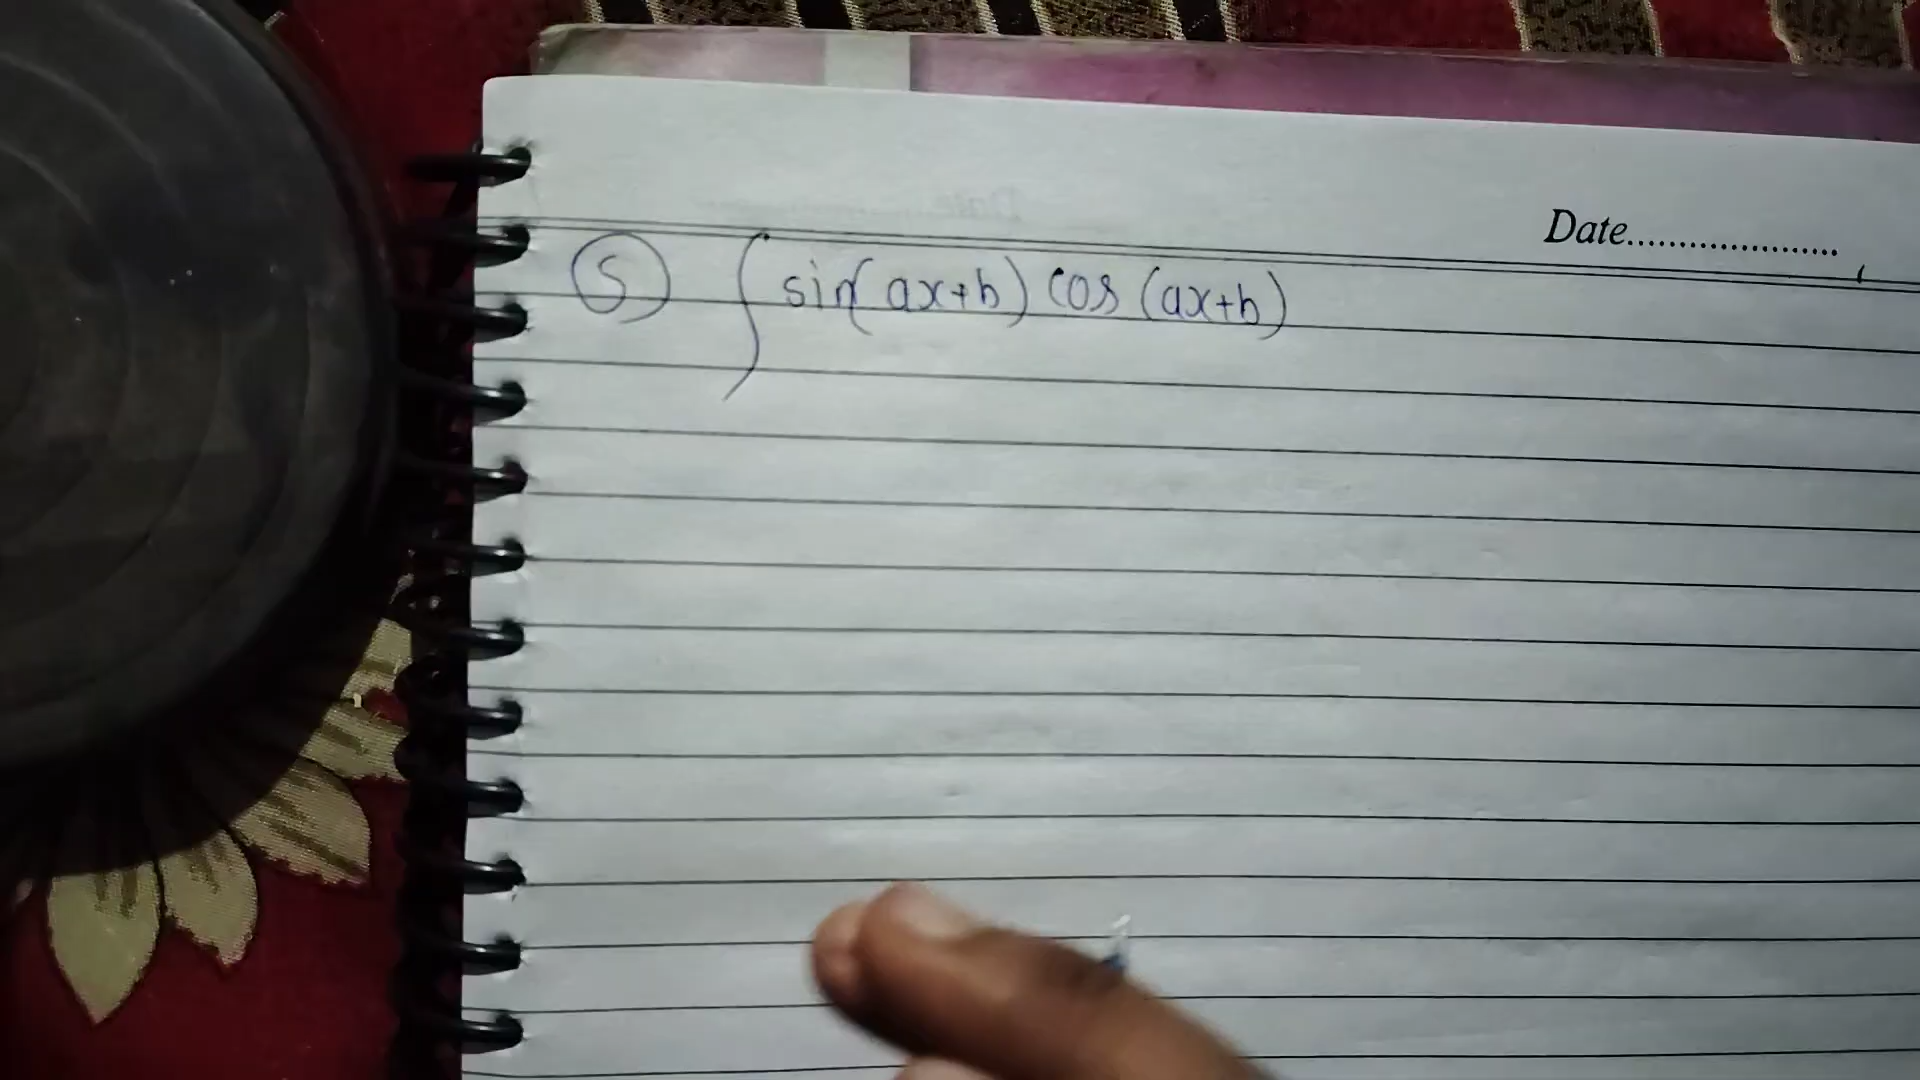 Date.....................
⑤ ∫ sin(ax+b) cos (ax+b)